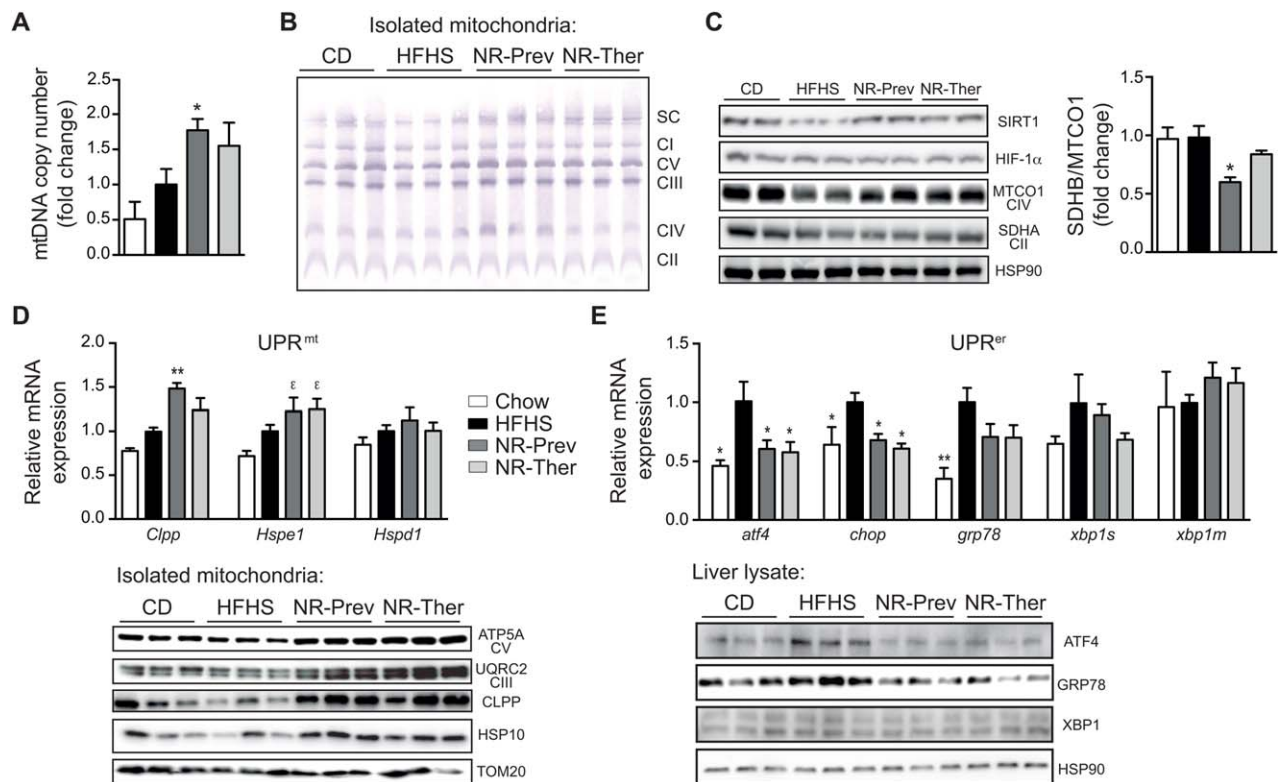 A
mtDNA copy number
(fold change)
2.5
2.0
1.5
1.0
0.5
0.0
*
B
Isolated mitochondria:
CD HFHS NR-Prev NR-Ther
SC
CI
CV
CIII
CIV
CII
C
CD HFHS NR-Prev NR-Ther
SIRT1
HIF-1α
MTCO1
CIV
SDHA
CII
HSP90
SDHB/MTCO1
(fold change)
1.5
1.0
0.5
0.0
*
D
UPRmt
Relative mRNA
expression
2.0
1.5
1.0
0.5
0.0
** ε ε
Clpp Hspe1 Hspd1
Chow
HFHS
NR-Prev
NR-Ther
Isolated mitochondria:
CD HFHS NR-Prev NR-Ther
ATP5A
CV
UQRC2
CIII
CLPP
HSP10
TOM20
E
UPRer
Relative mRNA
expression
1.5
1.0
0.5
0.0
* * * * * * **
atf4 chop grp78 xbp1s xbp1m
Liver lysate:
CD HFHS NR-Prev NR-Ther
ATF4
GRP78
XBP1
HSP90